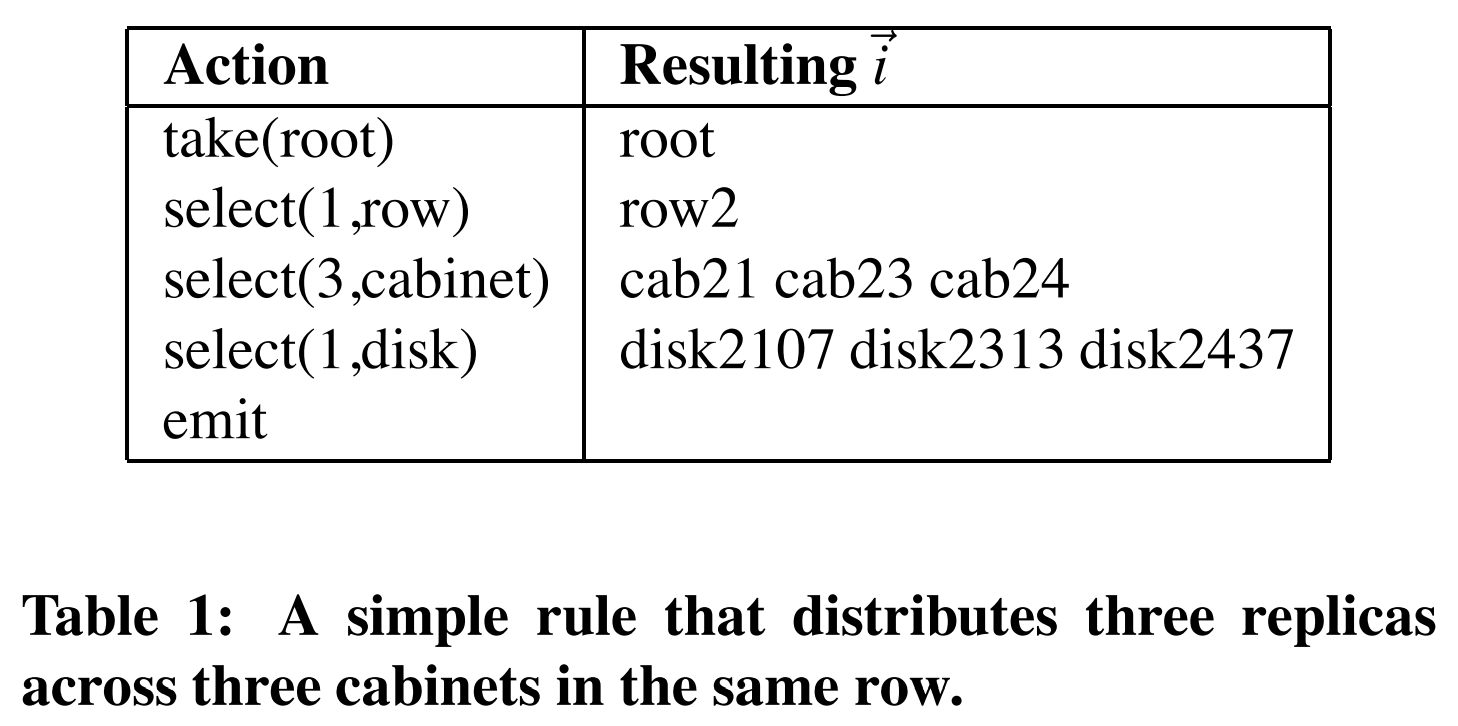 Action Resulting i⃗
take(root) root
select(1,row) row2
select(3,cabinet) cab21 cab23 cab24
select(1,disk) disk2107 disk2313 disk2437
emit
Table 1: A simple rule that distributes three replicas
across three cabinets in the same row.